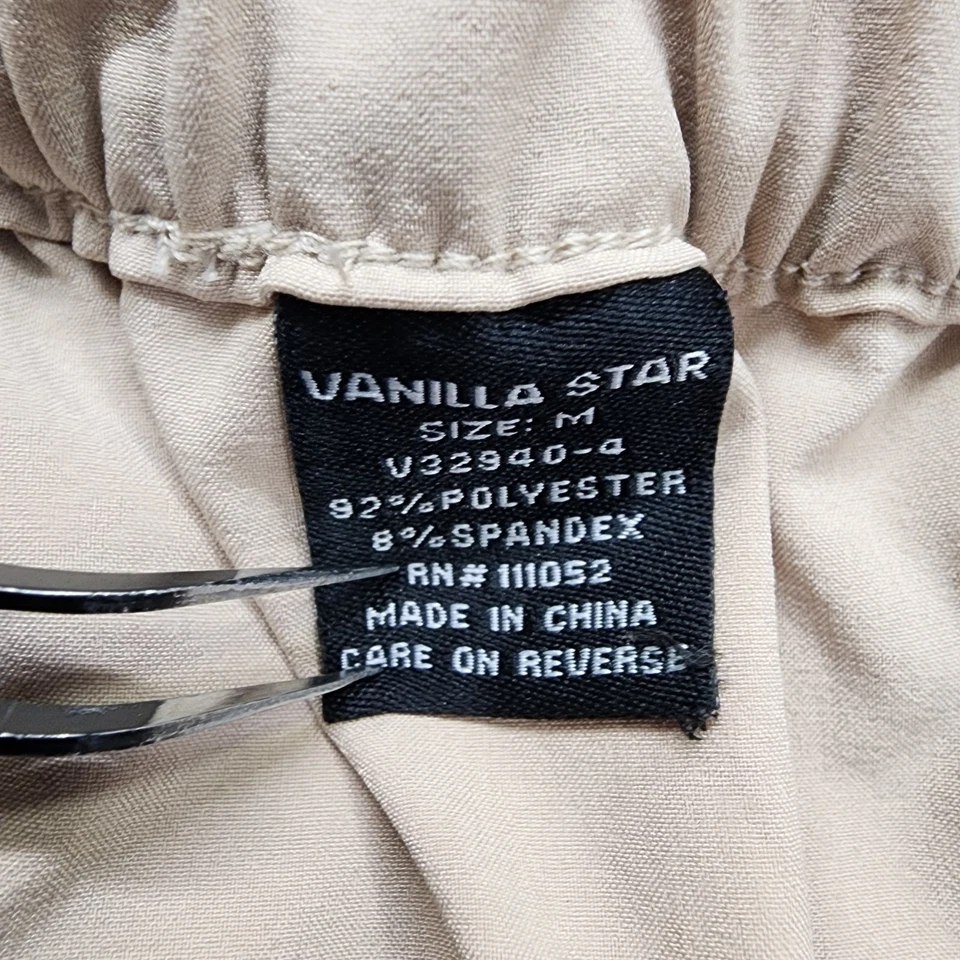 VANILLA STAR
SIZE: M
V32940-4
92%POLYESTER
8%SPANDEX
RN#111052
MADE IN CHINA
CARE ON REVERSE